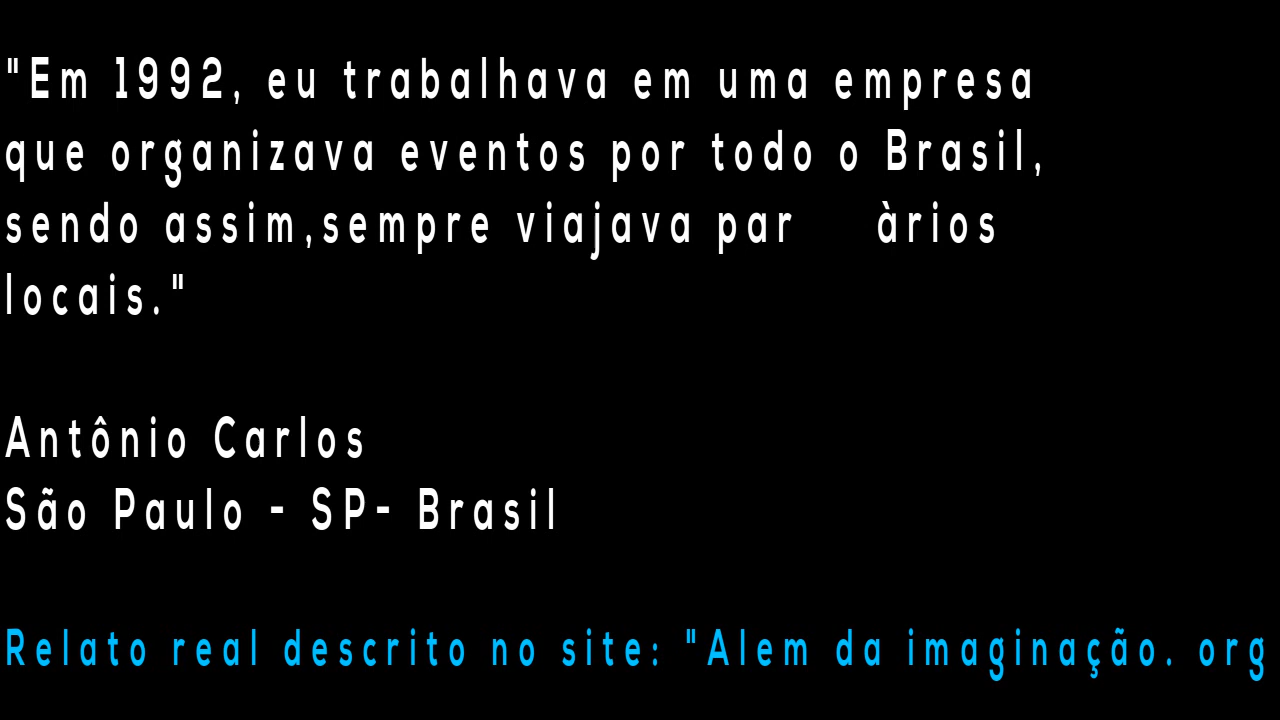 "Em 1992, eu trabalhava em uma empresa
que organizava eventos por todo o Brasil,
sendo assim,sempre viajava par àrios
locais."
Antônio Carlos
São Paulo - SP- Brasil
Relato real descrito no site: "Alem da imaginação. org